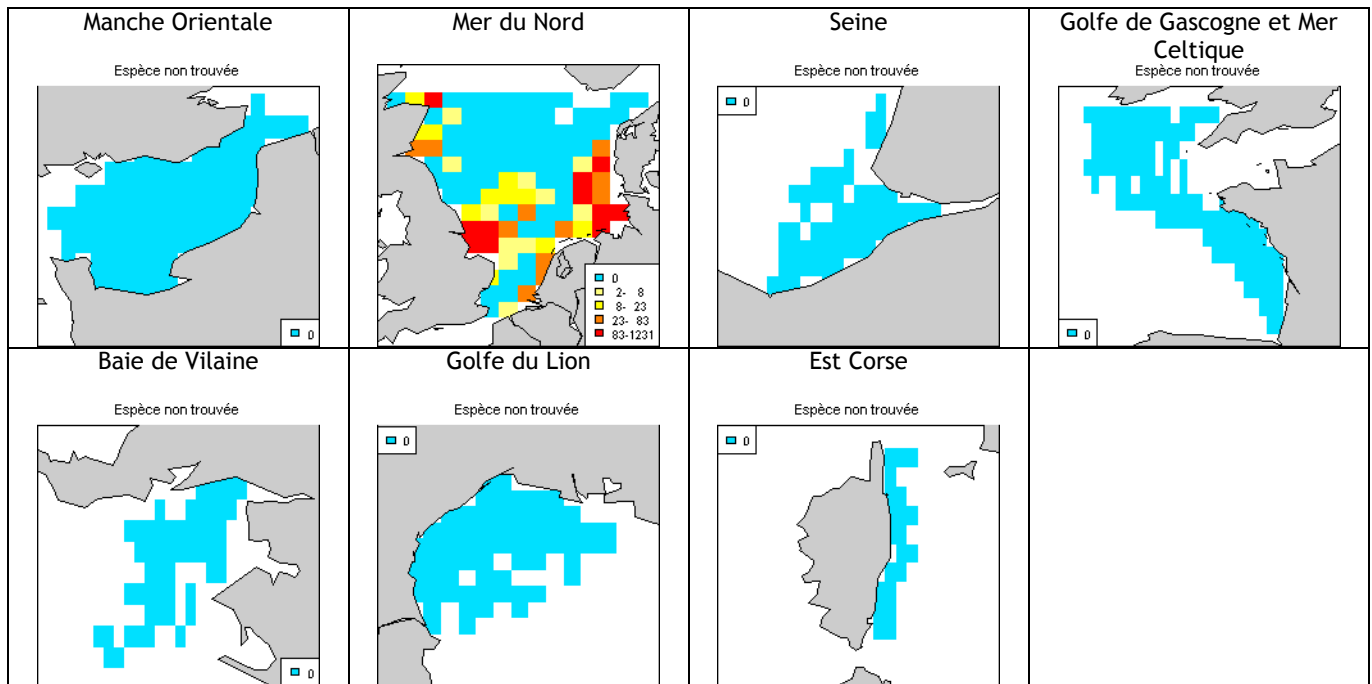 Manche Orientale
Espèce non trouvée
0
Mer du Nord
0
2- 8
8- 23
23- 83
83-1231
Seine
Espèce non trouvée
0
Golfe de Gascogne et Mer
Celtique
Espèce non trouvée
0
Baie de Vilaine
Espèce non trouvée
0
Golfe du Lion
Espèce non trouvée
0
Est Corse
Espèce non trouvée
0